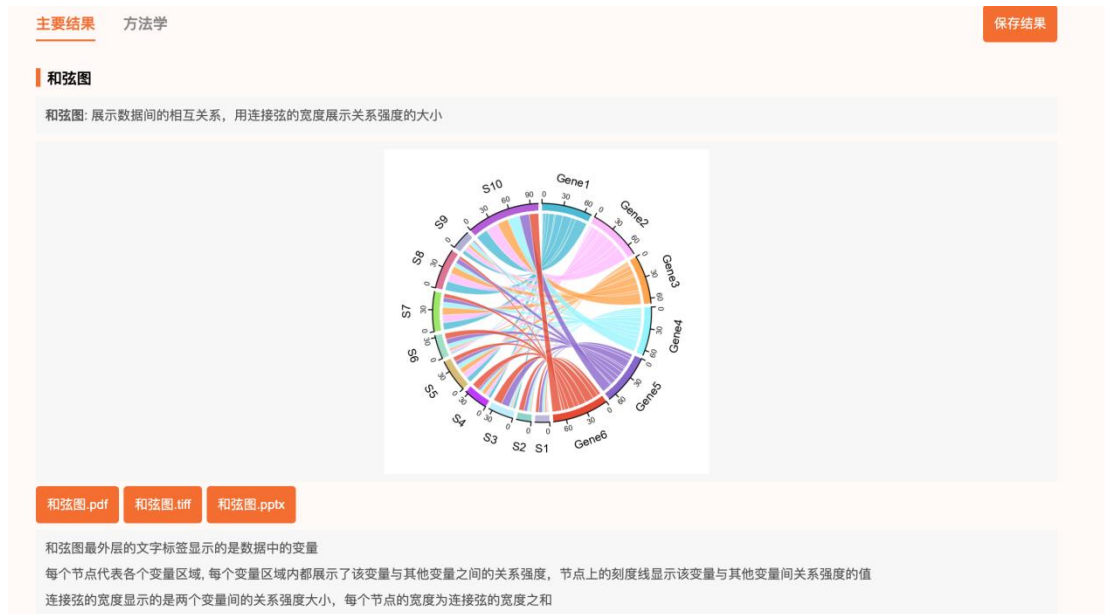 主要结果 方法学 保存结果
和弦图
和弦图: 展示数据间的相互关系，用连接弦的宽度展示关系强度的大小
S10 Gene1
S9 Gene2
S8 Gene3
S7 Gene4
S6 Gene5
S5
S4
S3 S2 S1 Gene6
和弦图.pdf 和弦图.tiff 和弦图.pptx
和弦图最外层的文字标签显示的是数据中的变量
每个节点代表各个变量区域, 每个变量区域内都展示了该变量与其他变量之间的关系强度，节点上的刻度线显示该变量与其他变量间关系强度的值
连接弦的宽度显示的是两个变量间的关系强度大小，每个节点的宽度为连接弦的宽度之和